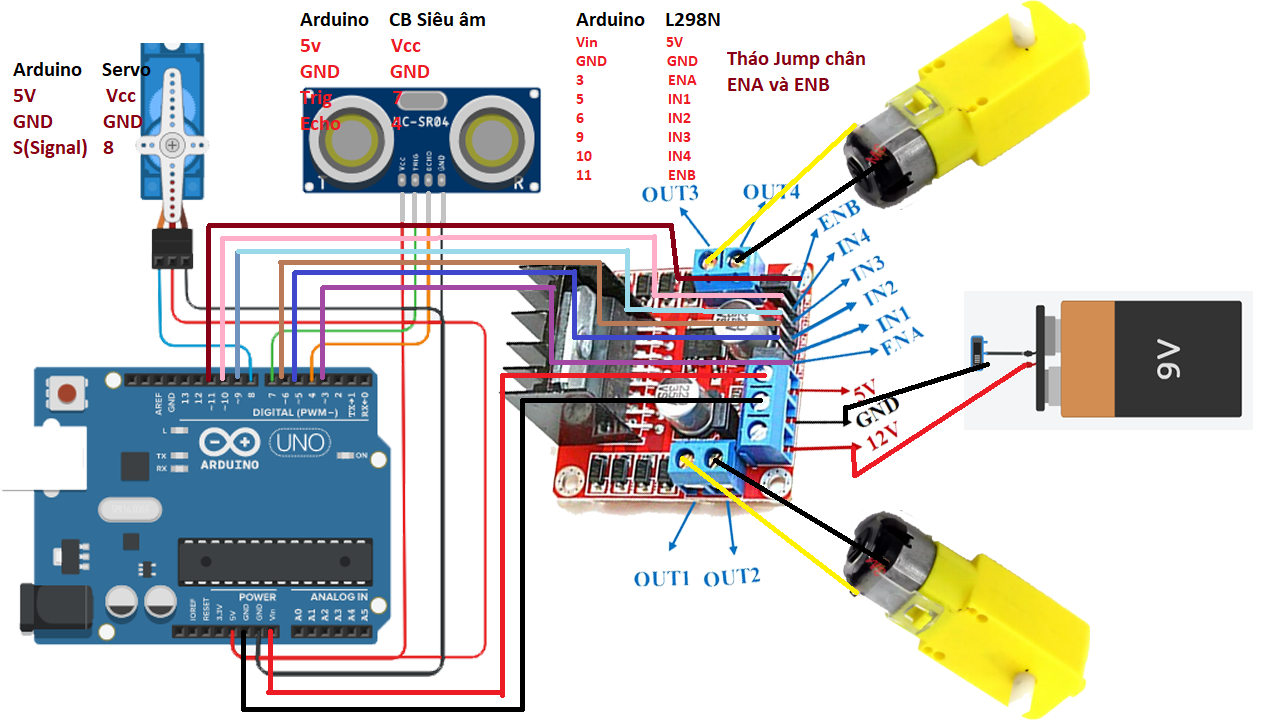 Arduino Servo
5V Vcc
GND GND
S(Signal) 8
Arduino CB Siêu âm
5v Vcc
GND GND
Trig 7
Echo 4
HC-SR04
Vcc TRIG ECHO GND
T R
Arduino L298N
Vin 5V
GND GND
3 ENA
5 IN1
6 IN2
9 IN3
10 IN4
11 ENB
Tháo Jump chân
ENA và ENB
OUT3 OUT4
ENB
IN4
IN3
IN2
IN1
ENA
5V
GND
12V
OUT1 OUT2
9V
AREF GND 13 12 ~11 ~10 ~9 8 7 ~6 ~5 4 ~3 2 TX→1 RX←0
DIGITAL (PWM~)
L
TX
RX
UNO
ARDUINO
ON
POWER ANALOG IN
IOREF RESET 3.3V 5V GND GND Vin A0 A1 A2 A3 A4 A5